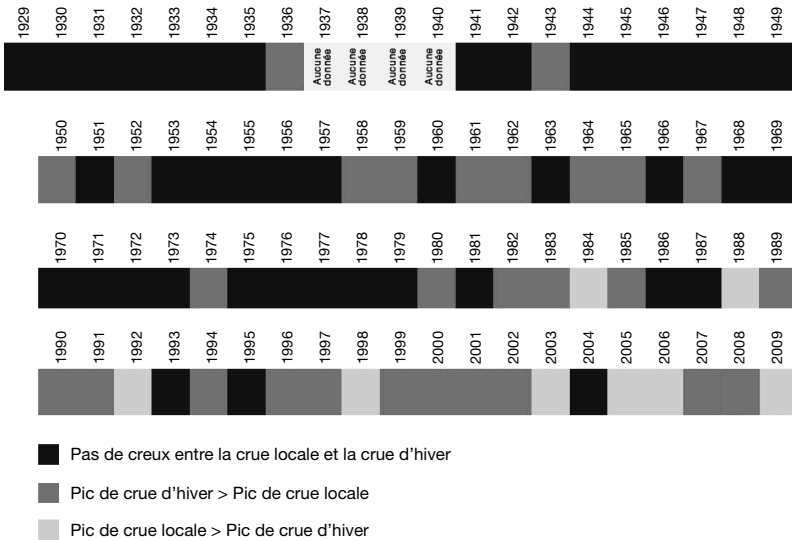 1929 1930 1931 1932 1933 1934 1935 1936 1937 1938 1939 1940 1941 1942 1943 1944 1945 1946 1947 1948 1949
Aucune donnée Aucune donnée Aucune donnée Aucune donnée
1950 1951 1952 1953 1954 1955 1956 1957 1958 1959 1960 1961 1962 1963 1964 1965 1966 1967 1968 1969
1970 1971 1972 1973 1974 1975 1976 1977 1978 1979 1980 1981 1982 1983 1984 1985 1986 1987 1988 1989
1990 1991 1992 1993 1994 1995 1996 1997 1998 1999 2000 2001 2002 2003 2004 2005 2006 2007 2008 2009
Pas de creux entre la crue locale et la crue d'hiver
Pic de crue d'hiver > Pic de crue locale
Pic de crue locale > Pic de crue d'hiver